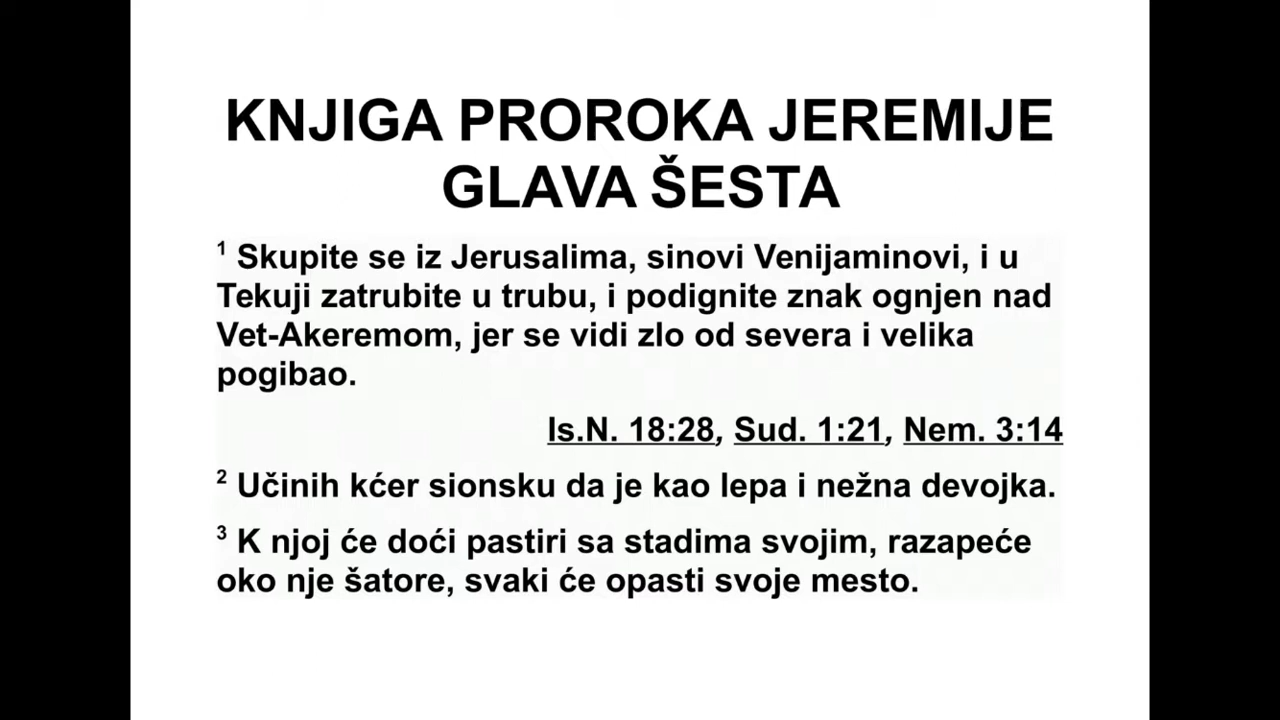 KNJIGA PROROKA JEREMIJE
GLAVA ŠESTA
1 Skupite se iz Jerusalima, sinovi Venijaminovi, i u
Tekuji zatrubite u trubu, i podignite znak ognjen nad
Vet-Akeremom, jer se vidi zlo od severa i velika
pogibao.
Is.N. 18:28, Sud. 1:21, Nem. 3:14
2 Učinih kćer sionsku da je kao lepa i nežna devojka.
3 K njoj će doći pastiri sa stadima svojim, razapeće
oko nje šatore, svaki će opasti svoje mesto.